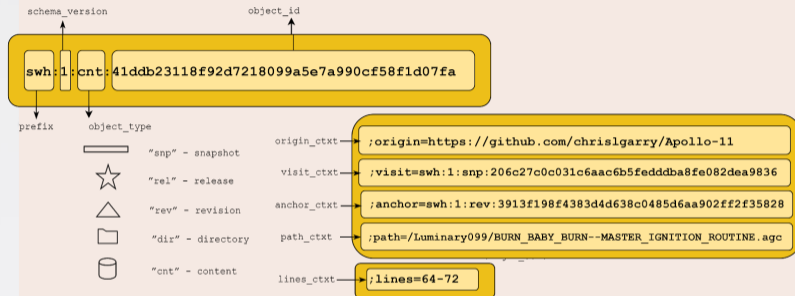 schema_version
object_id
swh:1:cnt:41ddb23118f92d7218099a5e7a990cf58f1d07fa
prefix
object_type
"snp" - snapshot
"rel" - release
"rev" - revision
"dir" - directory
"cnt" - content
origin_ctxt
;origin=https://github.com/chrislgarry/Apollo-11
visit_ctxt
;visit=swh:1:snp:206c27c0c031c6aac6b5fedddba8fe082dea9836
anchor_ctxt
;anchor=swh:1:rev:3913f198f4383d4d638c0485d6aa902ff2f35828
path_ctxt
;path=/Luminary099/BURN_BABY_BURN--MASTER_IGNITION_ROUTINE.agc
lines_ctxt
;lines=64-72